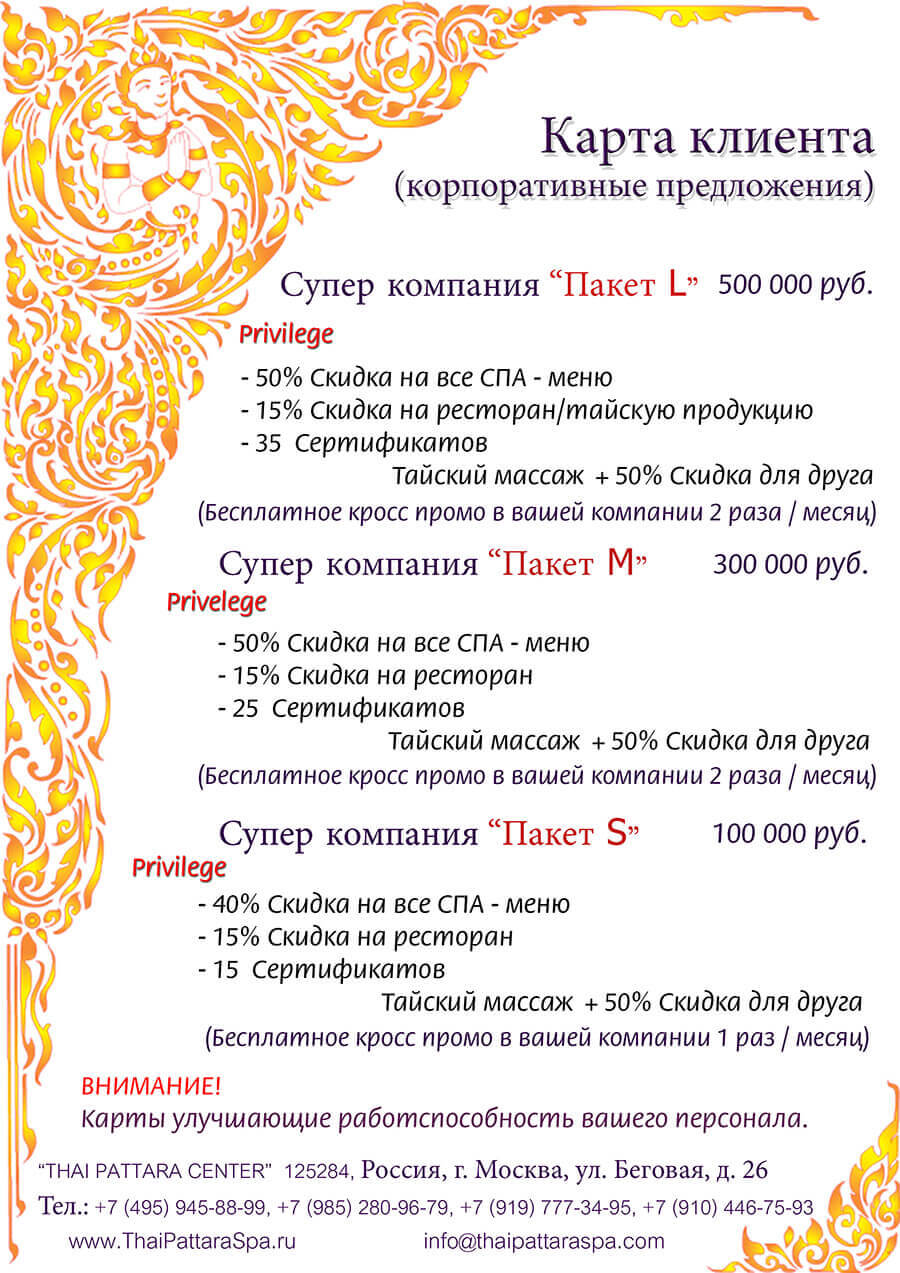 Карта клиента
(корпоративные предложения)
Супер компания “Пакет L” 500 000 руб.
Privilege
- 50% Скидка на все СПА - меню
- 15% Скидка на ресторан/тайскую продукцию
- 35 Сертификатов
Тайский массаж + 50% Скидка для друга
(Бесплатное кросс промо в вашей компании 2 раза / месяц)
Супер компания “Пакет M” 300 000 руб.
Privelege
- 50% Скидка на все СПА - меню
- 15% Скидка на ресторан
- 25 Сертификатов
Тайский массаж + 50% Скидка для друга
(Бесплатное кросс промо в вашей компании 2 раза / месяц)
Супер компания “Пакет S” 100 000 руб.
Privilege
- 40% Скидка на все СПА - меню
- 15% Скидка на ресторан
- 15 Сертификатов
Тайский массаж + 50% Скидка для друга
(Бесплатное кросс промо в вашей компании 1 раз / месяц)
ВНИМАНИЕ!
Карты улучшающие работспособность вашего персонала.
“THAI PATTARA CENTER” 125284, Россия, г. Москва, ул. Беговая, д. 26
Тел.: +7 (495) 945-88-99, +7 (985) 280-96-79, +7 (919) 777-34-95, +7 (910) 446-75-93
www.ThaiPattaraSpa.ru info@thaipattaraspa.com